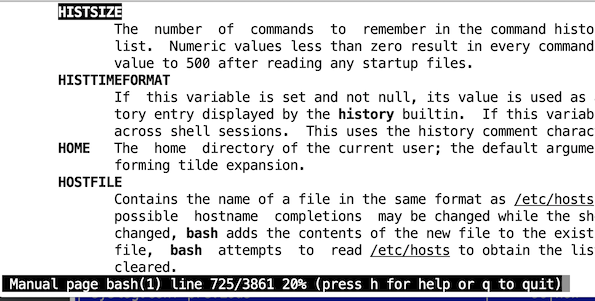 HISTSIZE
The number of commands to remember in the command histo
list. Numeric values less than zero result in every command
value to 500 after reading any startup files.
HISTTIMEFORMAT
If this variable is set and not null, its value is used as
tory entry displayed by the history builtin. If this variab
across shell sessions. This uses the history comment charac
HOME The home directory of the current user; the default argume
forming tilde expansion.
HOSTFILE
Contains the name of a file in the same format as /etc/hosts
possible hostname completions may be changed while the sh
changed, bash adds the contents of the new file to the exist
file, bash attempts to read /etc/hosts to obtain the lis
cleared.
Manual page bash(1) line 725/3861 20% (press h for help or q to quit)